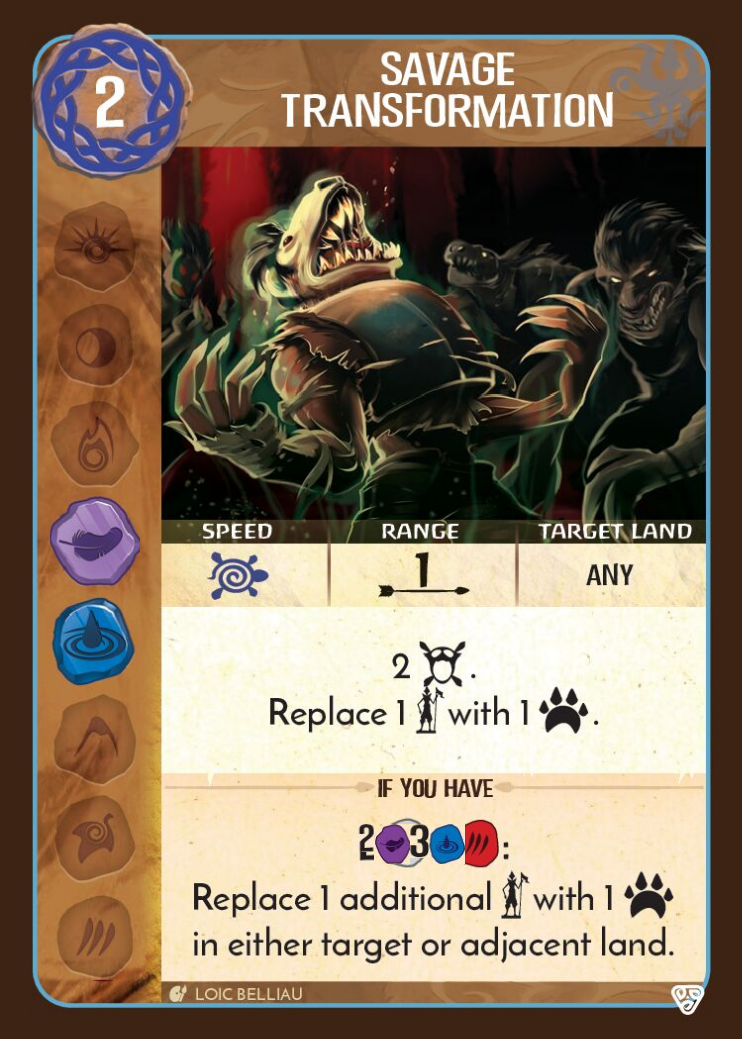 2
SAVAGE
TRANSFORMATION
SPEED RANGE TARGET LAND
1 ANY
2 .
Replace 1 with 1 .
IF YOU HAVE
2 3 :
Replace 1 additional with 1
in either target or adjacent land.
LOIC BELLIAU